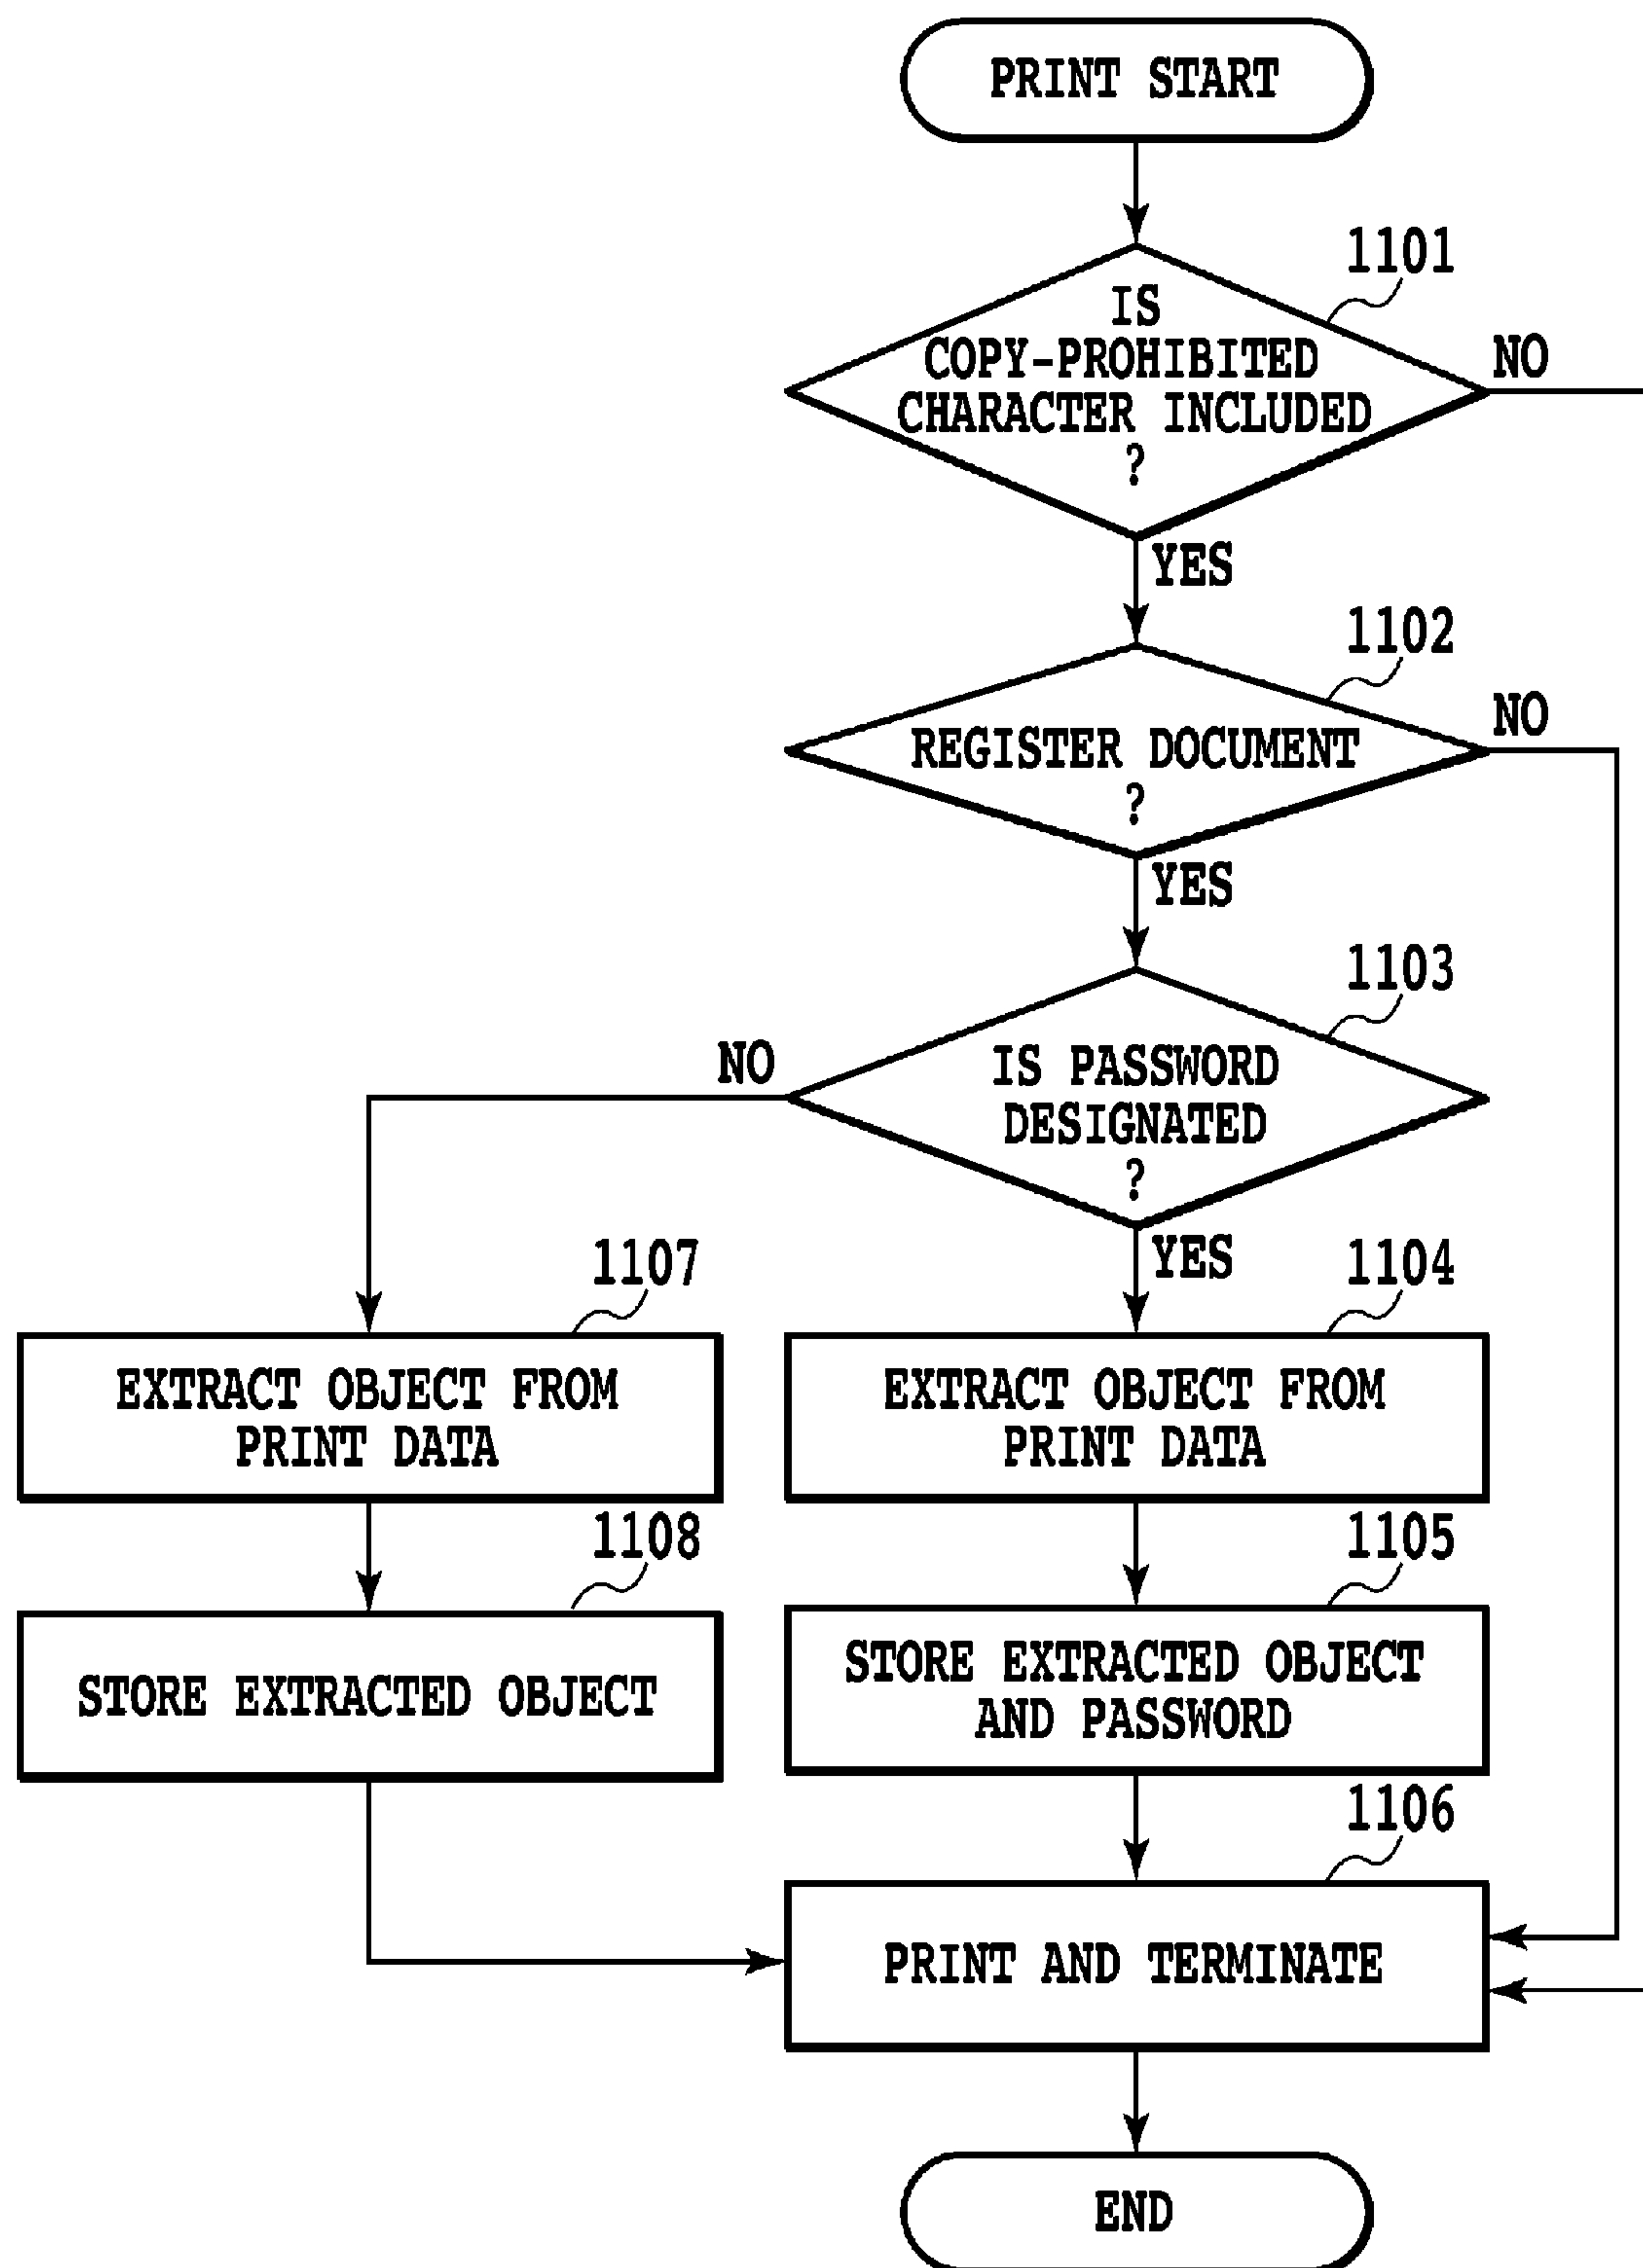 PRINT START
1101
IS
COPY-PROHIBITED
CHARACTER INCLUDED
?
NO
YES
1102
REGISTER DOCUMENT
?
NO
YES
1103
IS PASSWORD
DESIGNATED
?
NO
YES
1107
EXTRACT OBJECT FROM
PRINT DATA
1104
EXTRACT OBJECT FROM
PRINT DATA
1108
STORE EXTRACTED OBJECT
1105
STORE EXTRACTED OBJECT
AND PASSWORD
1106
PRINT AND TERMINATE
END